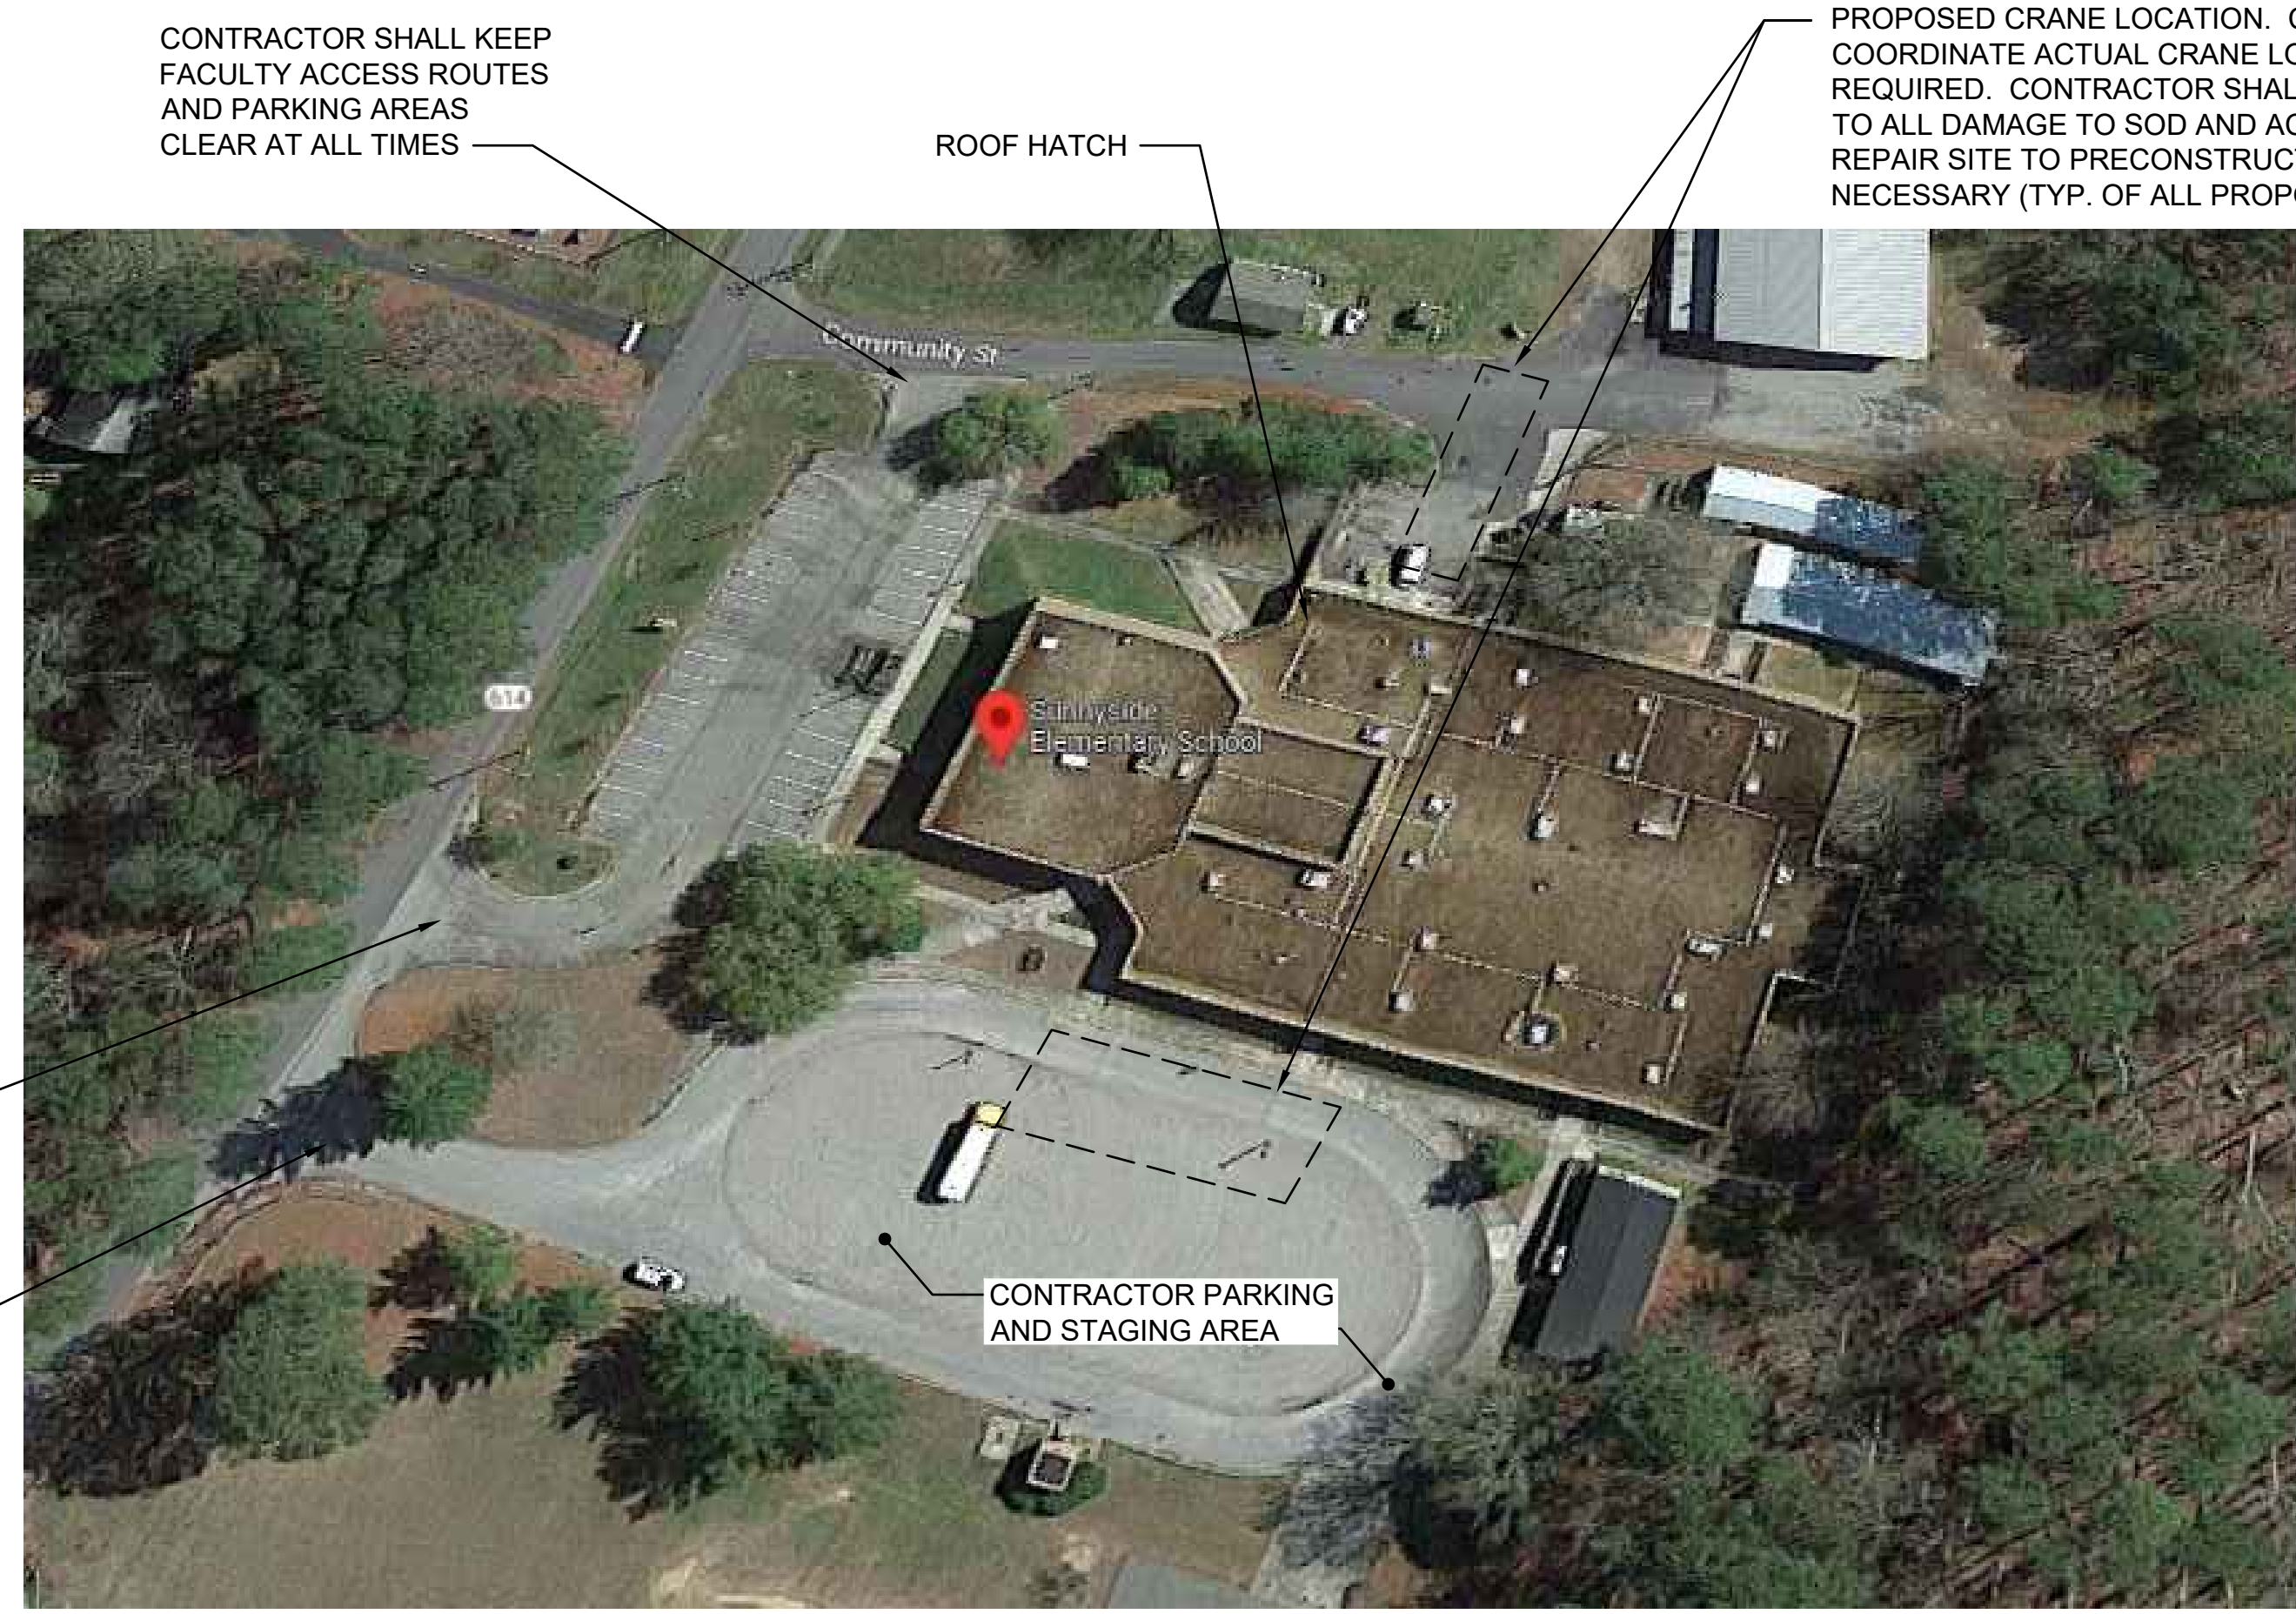 CONTRACTOR SHALL KEEP
FACULTY ACCESS ROUTES
AND PARKING AREAS
CLEAR AT ALL TIMES
ROOF HATCH
PROPOSED CRANE LOCATION.
COORDINATE ACTUAL CRANE
REQUIRED. CONTRACTOR
TO ALL DAMAGE TO SOD AND
REPAIR SITE TO
NECESSARY (TYP. OF ALL
Community St
614
Sunnyside
Elementary School
CONTRACTOR PARKING
AND STAGING AREA